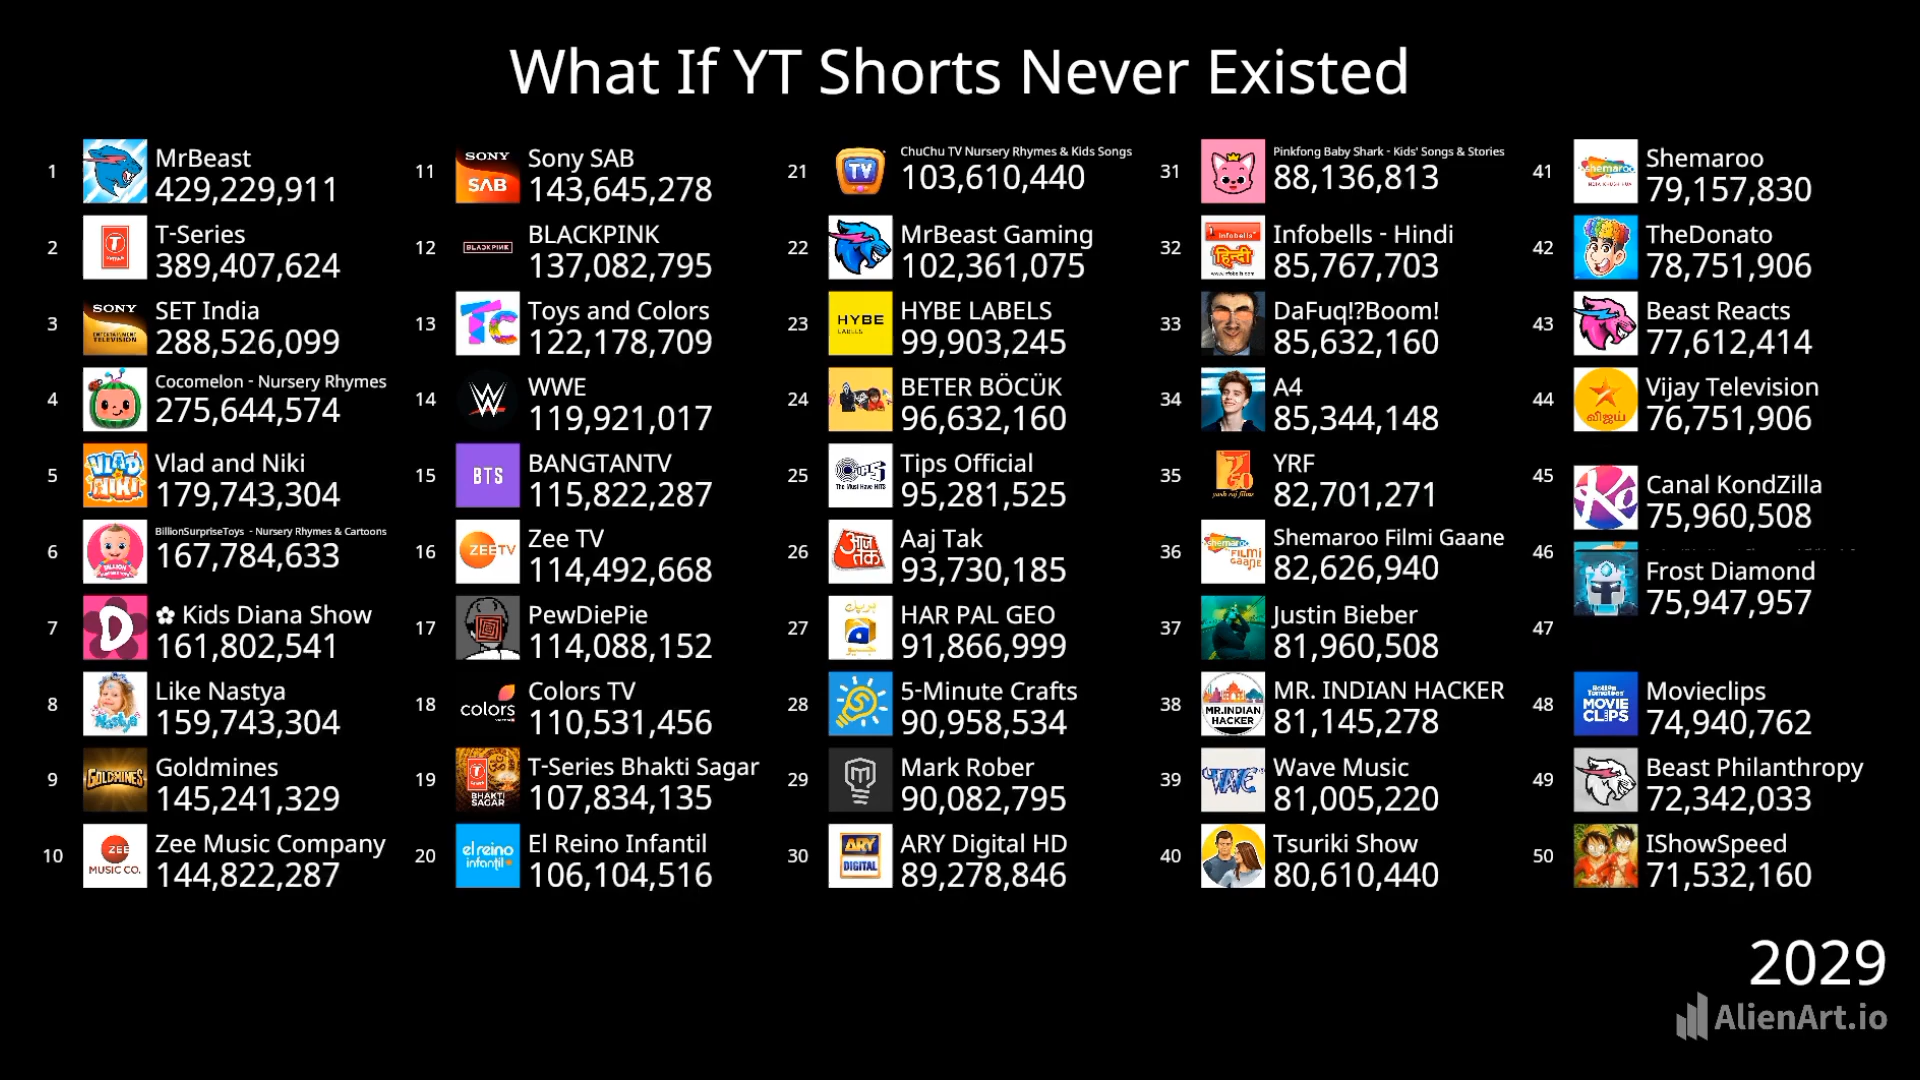 What If YT Shorts Never Existed
1
MrBeast
429,229,911
2
T-Series
389,407,624
3
SET India
288,526,099
4
Cocomelon - Nursery Rhymes
275,644,574
5
Vlad and Niki
179,743,304
6
BillionSurpriseToys - Nursery Rhymes & Cartoons
167,784,633
7
✿ Kids Diana Show
161,802,541
8
Like Nastya
159,743,304
9
Goldmines
145,241,329
10
Zee Music Company
144,822,287
11
Sony SAB
143,645,278
12
BLACKPINK
137,082,795
13
Toys and Colors
122,178,709
14
WWE
119,921,017
15
BANGTANTV
115,822,287
16
Zee TV
114,492,668
17
PewDiePie
114,088,152
18
Colors TV
110,531,456
19
T-Series Bhakti Sagar
107,834,135
20
El Reino Infantil
106,104,516
21
ChuChu TV Nursery Rhymes & Kids Songs
103,610,440
22
MrBeast Gaming
102,361,075
23
HYBE LABELS
99,903,245
24
BETER BÖCÜK
96,632,160
25
Tips Official
95,281,525
26
Aaj Tak
93,730,185
27
HAR PAL GEO
91,866,999
28
5-Minute Crafts
90,958,534
29
Mark Rober
90,082,795
30
ARY Digital HD
89,278,846
31
Pinkfong Baby Shark - Kids' Songs & Stories
88,136,813
32
Infobells - Hindi
85,767,703
33
DaFuq!?Boom!
85,632,160
34
A4
85,344,148
35
YRF
82,701,271
36
Shemaroo Filmi Gaane
82,626,940
37
Justin Bieber
81,960,508
38
MR. INDIAN HACKER
81,145,278
39
Wave Music
81,005,220
40
Tsuriki Show
80,610,440
41
Shemaroo
79,157,830
42
TheDonato
78,751,906
43
Beast Reacts
77,612,414
44
Vijay Television
76,751,906
45
Canal KondZilla
75,960,508
46
Frost Diamond
75,947,957
47
48
Movieclips
74,940,762
49
Beast Philanthropy
72,342,033
50
IShowSpeed
71,532,160
2029
AlienArt.io